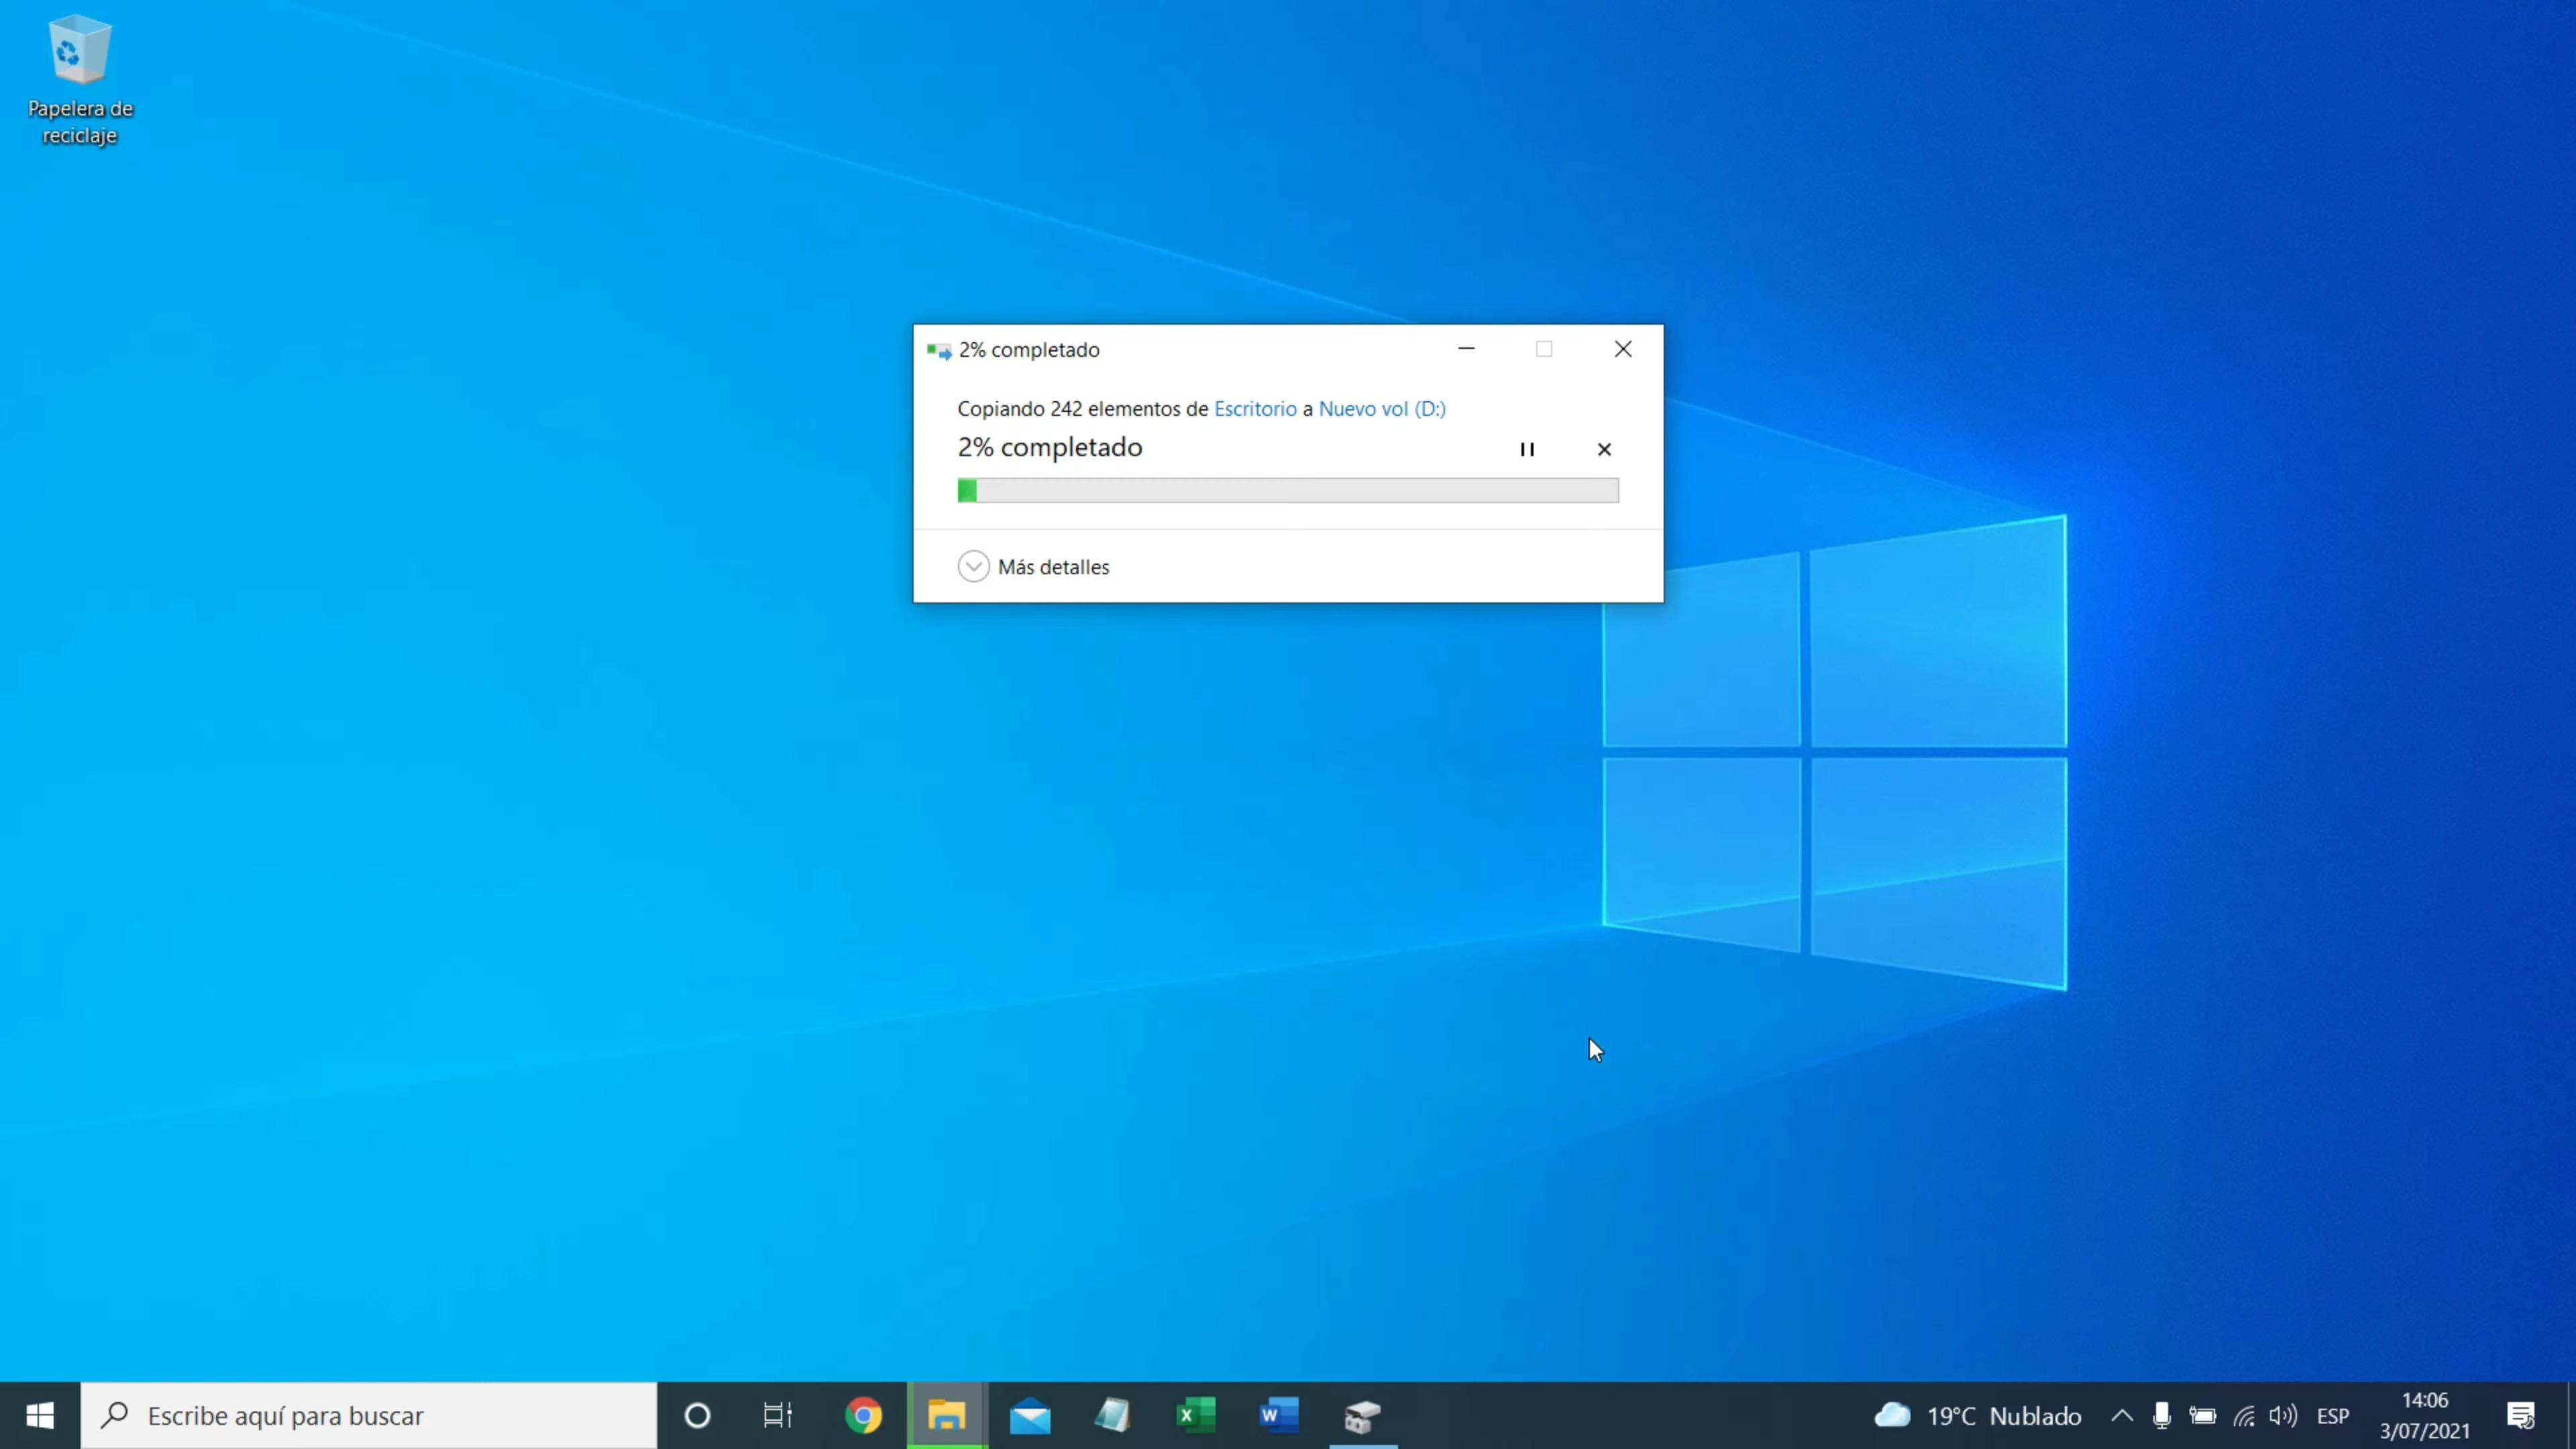 Papelera de
reciclaje
2% completado
Copiando 242 elementos de Escritorio a Nuevo vol (D:)
2% completado
Más detalles
Escribe aquí para buscar
19°C Nublado
ESP
14:06
3/07/2021